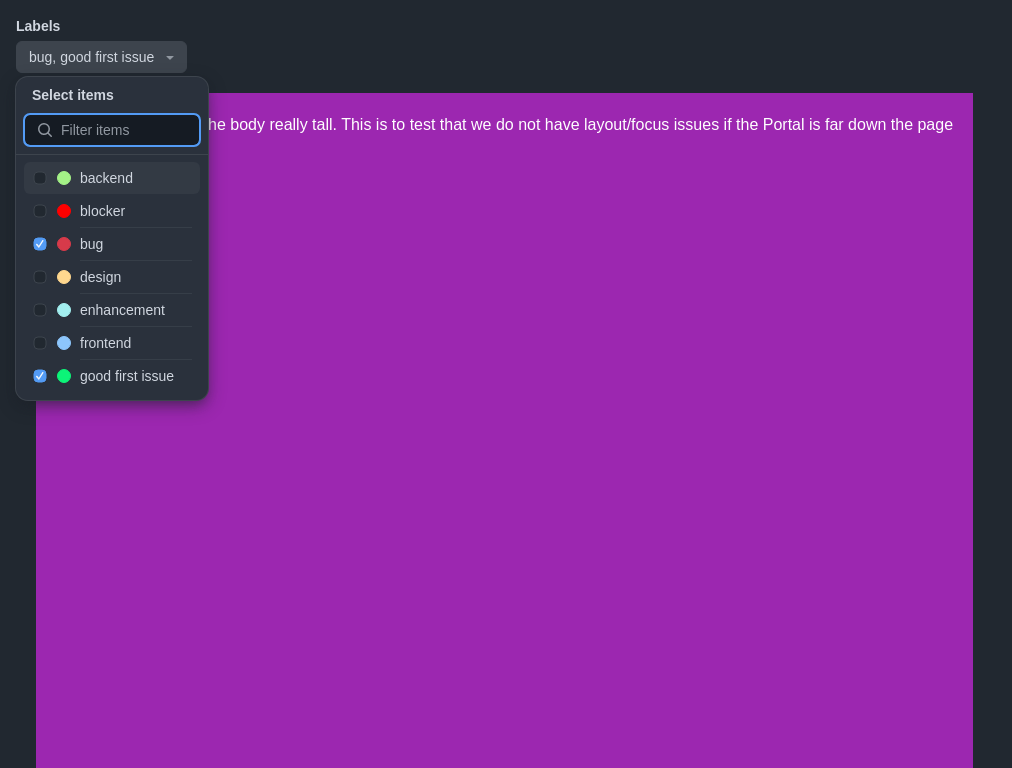 Labels
bug, good first issue
Select items
Filter items
he body really tall. This is to test that we do not have layout/focus issues if the Portal is far down the page
backend
blocker
bug
design
enhancement
frontend
good first issue